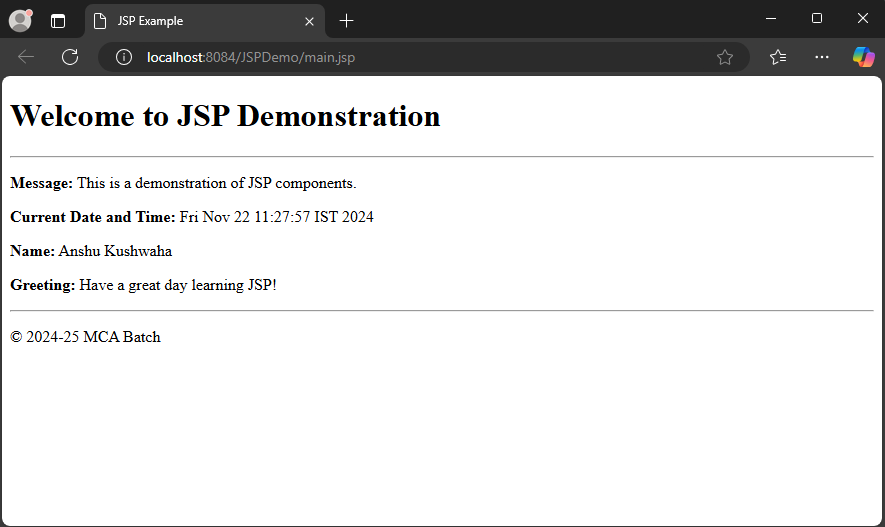 JSP Example
localhost:8084/JSPDemo/main.jsp
Welcome to JSP Demonstration
Message: This is a demonstration of JSP components.
Current Date and Time: Fri Nov 22 11:27:57 IST 2024
Name: Anshu Kushwaha
Greeting: Have a great day learning JSP!
© 2024-25 MCA Batch